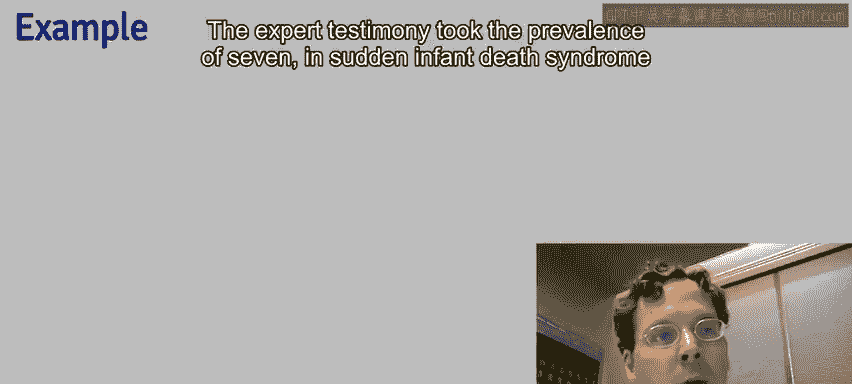 Example
The expert testimony took the prevalence
of seven, in sudden infant death syndrome